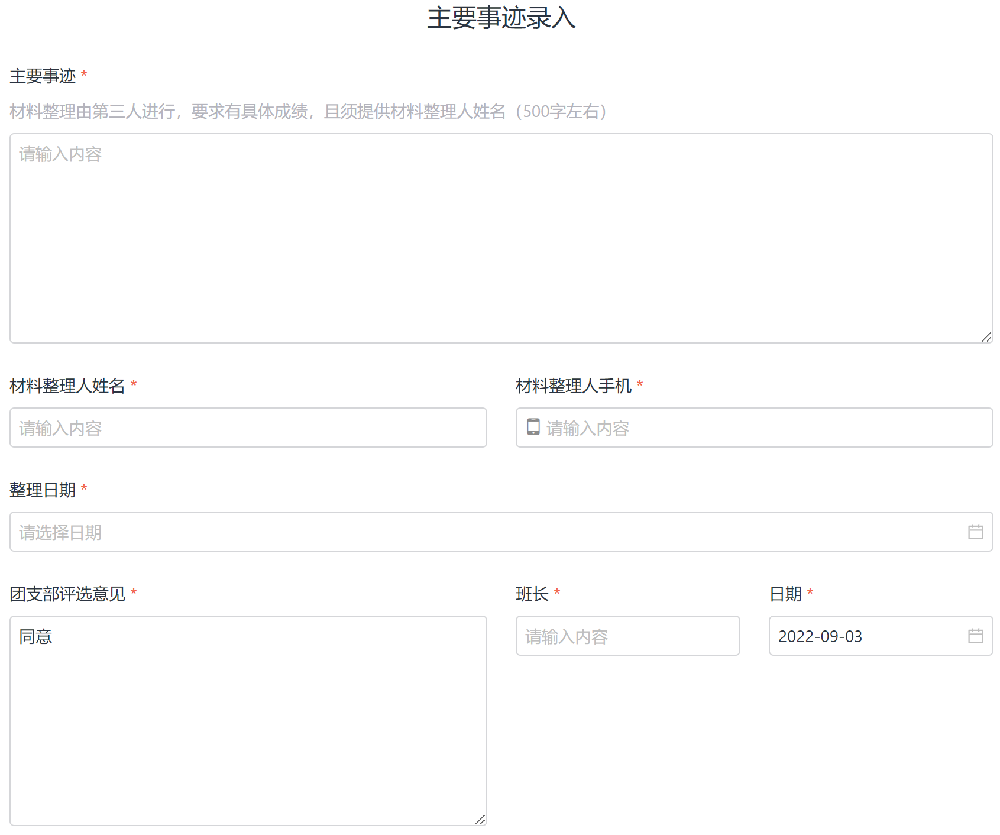 主要事迹录入
主要事迹 *
材料整理由第三人进行，要求有具体成绩，且须提供材料整理人姓名（500字左右）
请输入内容
材料整理人姓名 *
材料整理人手机 *
请输入内容
请输入内容
整理日期 *
请选择日期
团支部评选意见 *
班长 *
日期 *
同意
请输入内容
2022-09-03